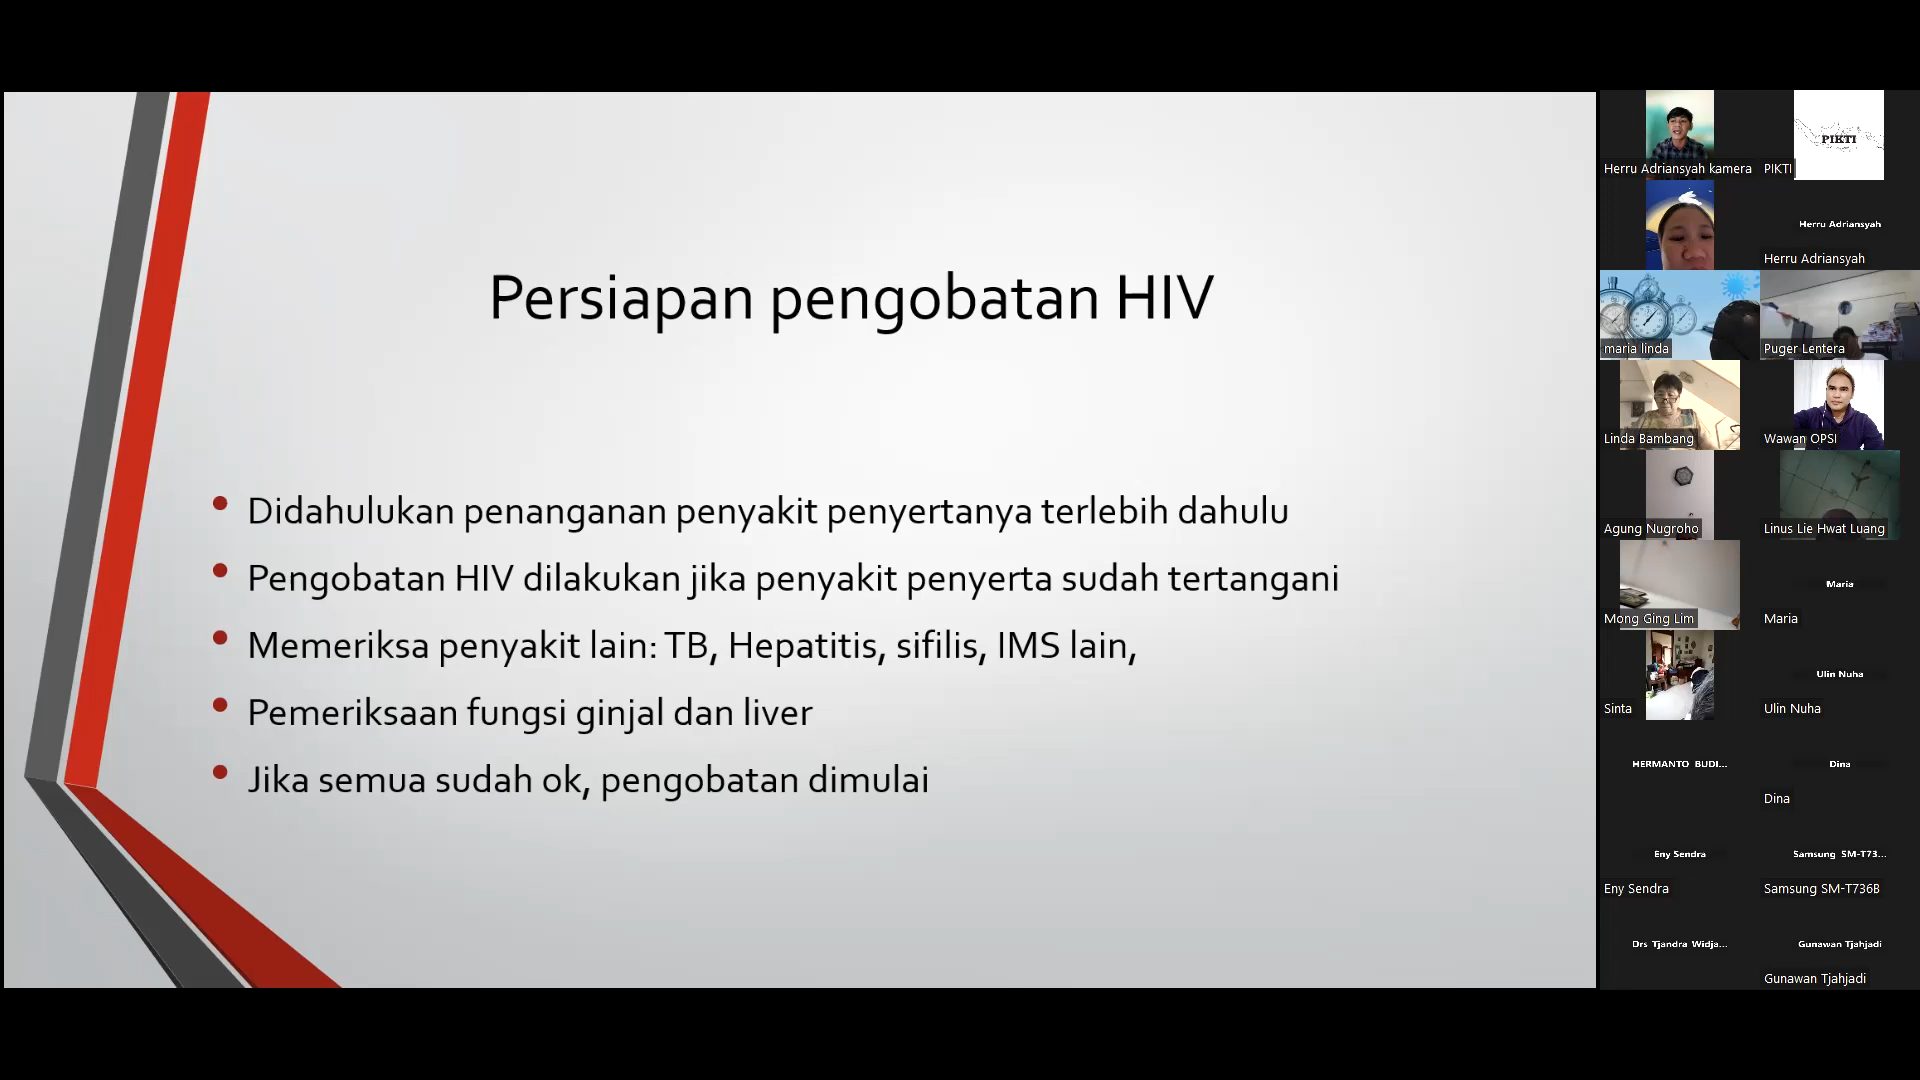 Persiapan pengobatan HIV
Didahulukan penanganan penyakit penyertanya terlebih dahulu
Pengobatan HIV dilakukan jika penyakit penyerta sudah tertangani
Memeriksa penyakit lain: TB, Hepatitis, sifilis, IMS lain,
Pemeriksaan fungsi ginjal dan liver
Jika semua sudah ok, pengobatan dimulai
Herru Adriansyah kamera
PIKTI
PIKTI
Herru Adriansyah
Herru Adriansyah
maria linda
Puger Lentera
Linda Bambang
Wawan OPSI
Agung Nugroho
Linus Lie Hwat Luang
Mong Ging Lim
Maria
Maria
Sinta
Ulin Nuha
Ulin Nuha
HERMANTO BUDI...
Dina
Dina
Eny Sendra
Eny Sendra
Samsung SM-T73...
Samsung SM-T736B
Drs Tjandra Widja...
Gunawan Tjahjadi
Gunawan Tjahjadi